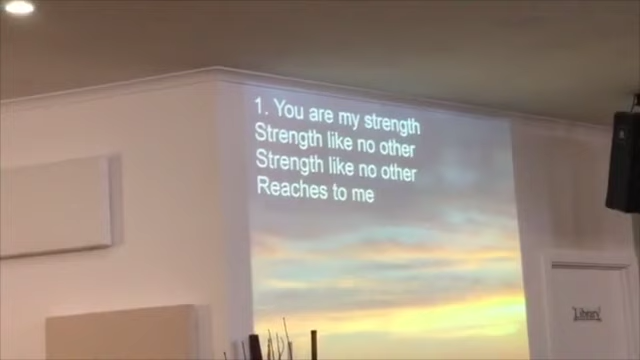 1. You are my strength
Strength like no other
Strength like no other
Reaches to me
Library